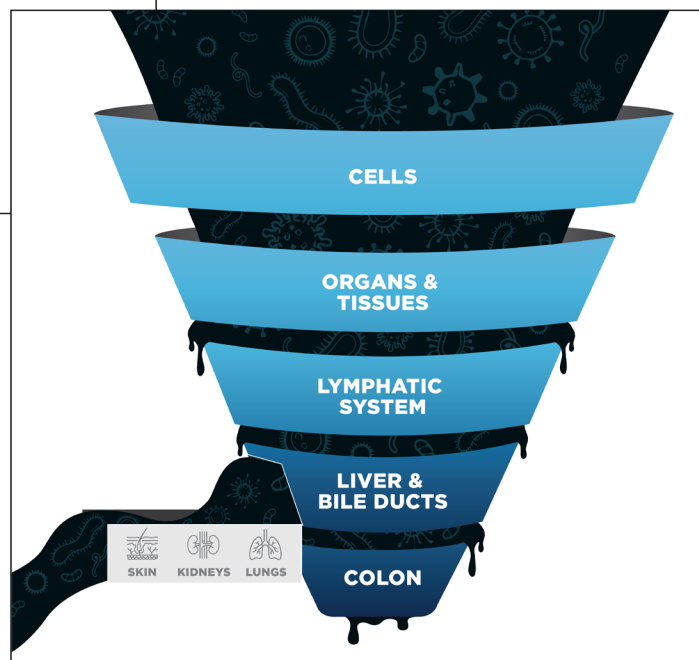 CELLS
ORGANS &
TISSUES
LYMPHATIC
SYSTEM
LIVER &
BILE DUCTS
SKIN KIDNEYS LUNGS
COLON